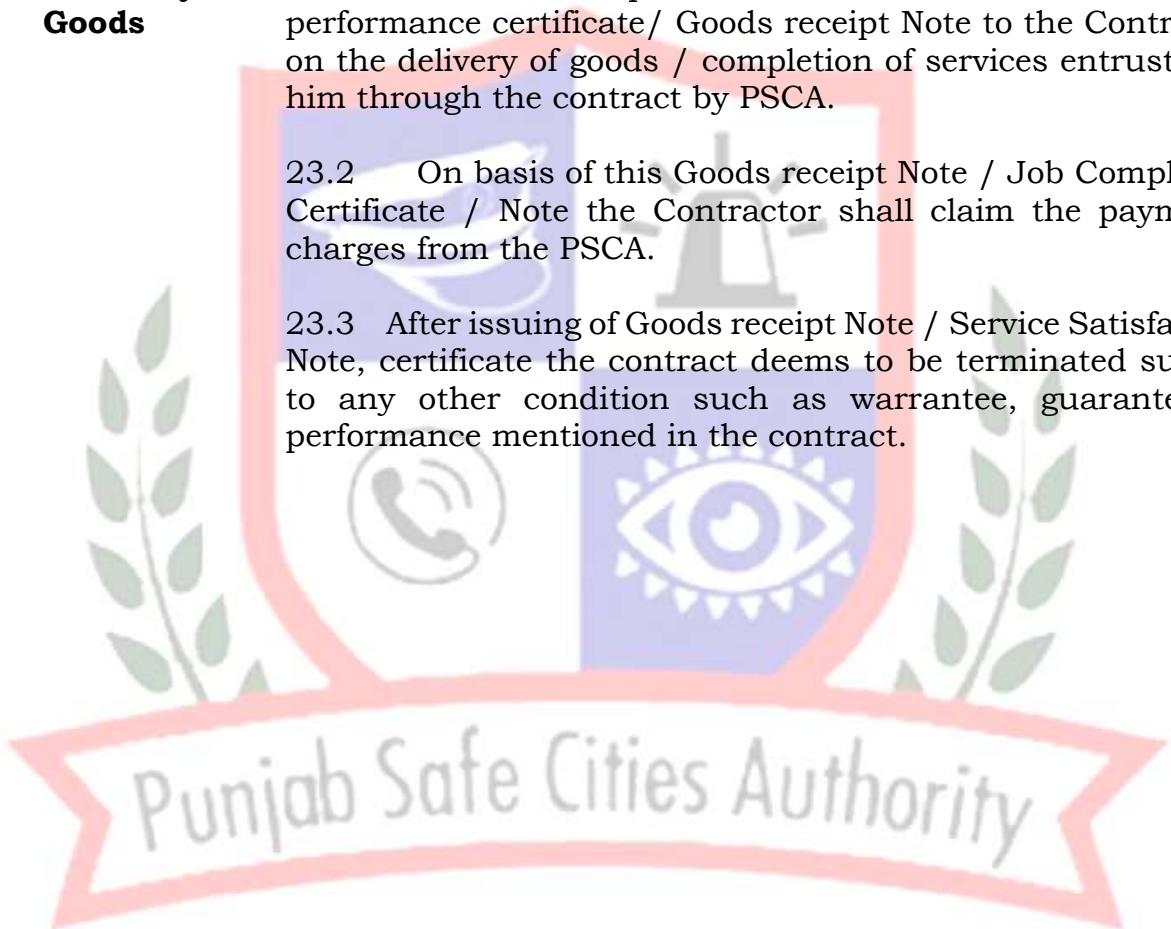 Goods performance certificate/ Goods receipt Note to the Contr
on the delivery of goods / completion of services entrust
him through the contract by PSCA.
23.2 On basis of this Goods receipt Note / Job Compl
Certificate / Note the Contractor shall claim the paym
charges from the PSCA.
23.3 After issuing of Goods receipt Note / Service Satisfa
Note, certificate the contract deems to be terminated su
to any other condition such as warrantee, guarante
performance mentioned in the contract.
Punjab Safe Cities Authority